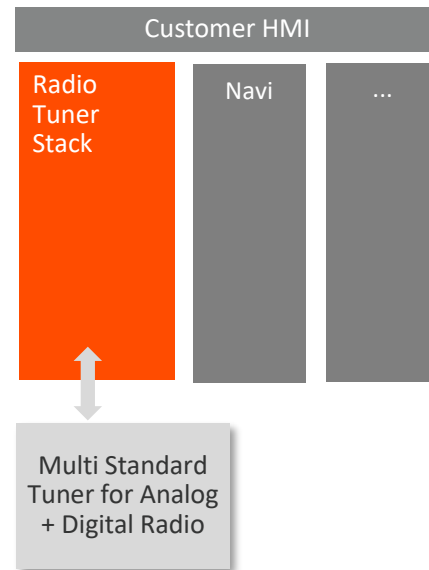 Customer HMI
Radio
Tuner
Stack
Navi
...
Multi Standard
Tuner for Analog
+ Digital Radio